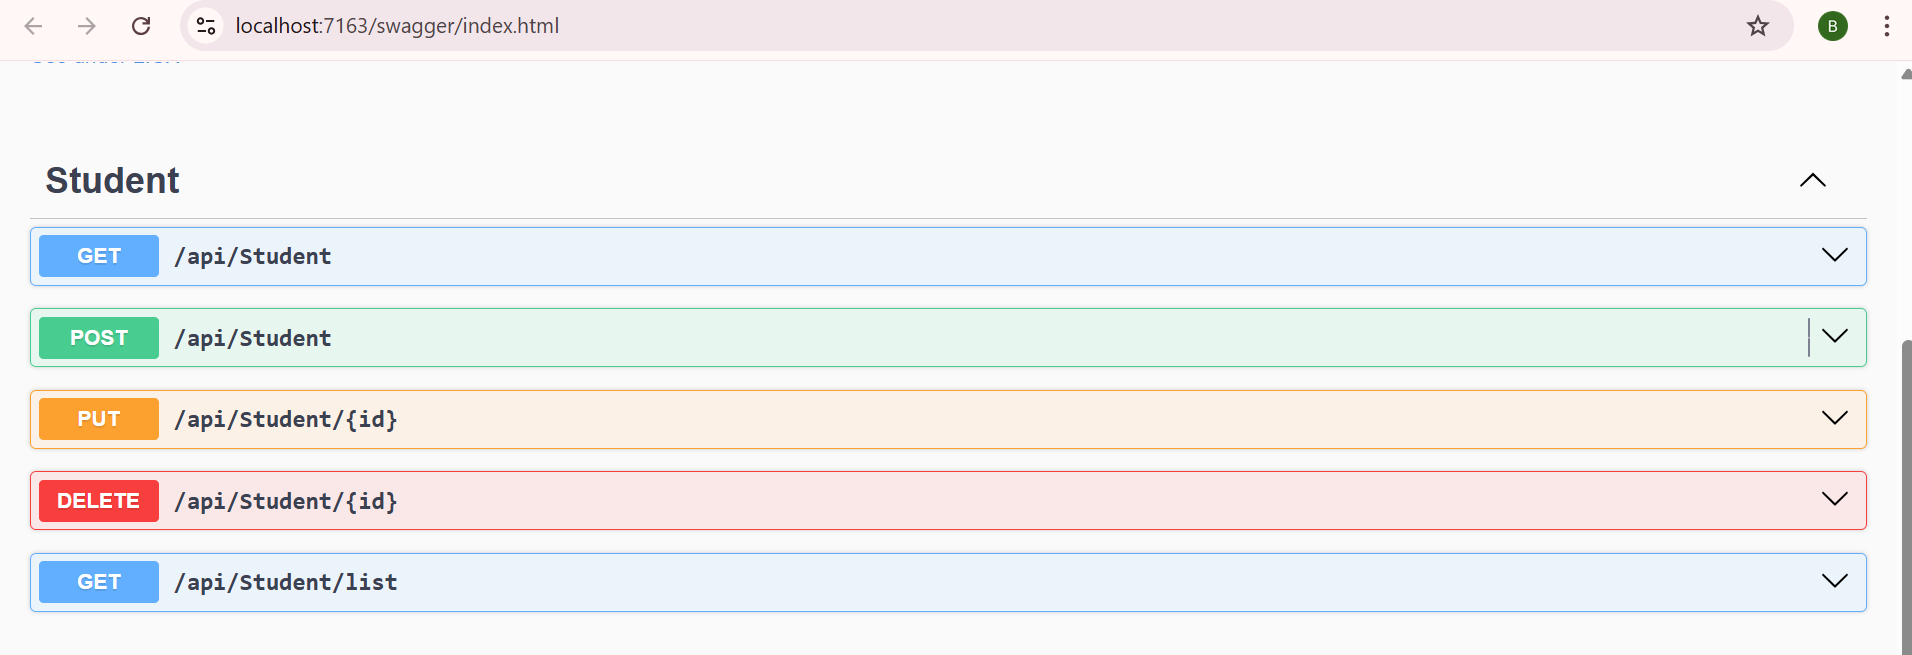 localhost:7163/swagger/index.html
B
Student
GET /api/Student
POST /api/Student
PUT /api/Student/{id}
DELETE /api/Student/{id}
GET /api/Student/list